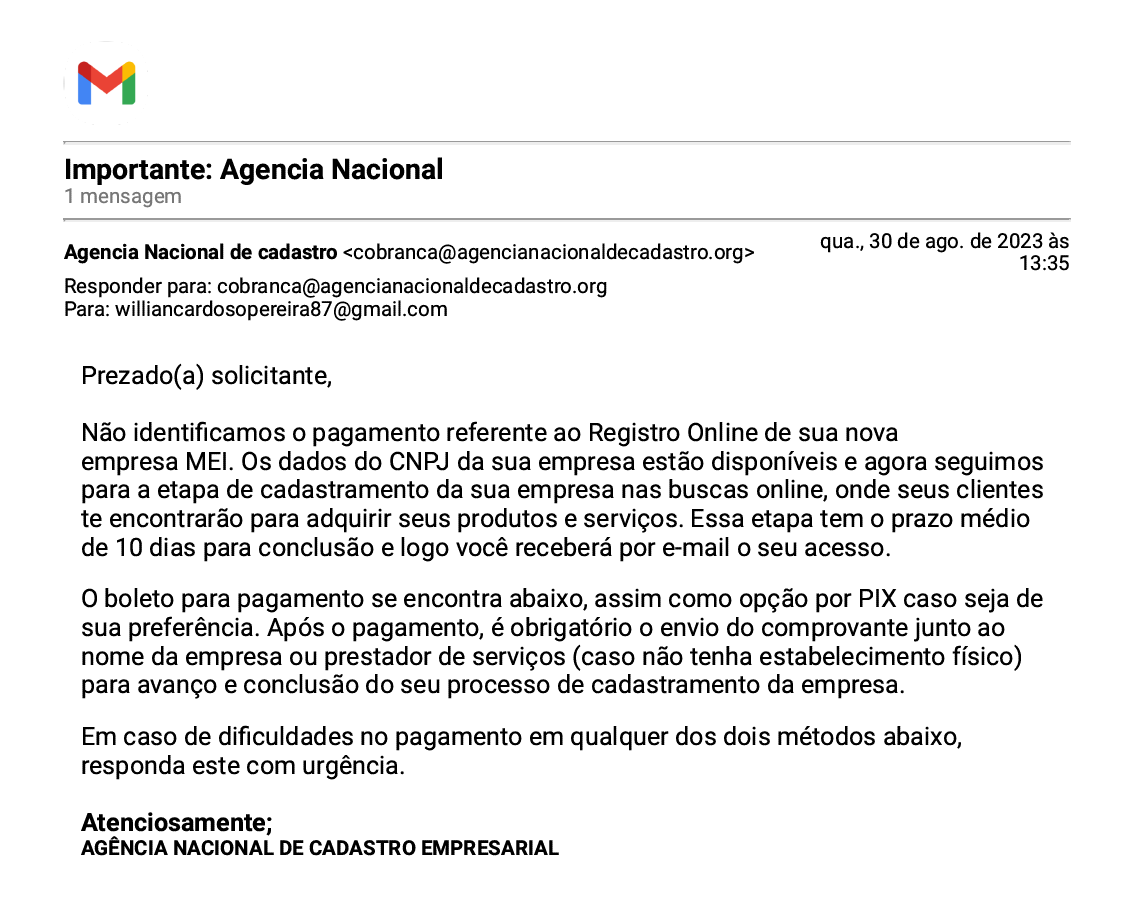 Importante: Agencia Nacional
1 mensagem
Agencia Nacional de cadastro <cobranca@agencianacionaldecadastro.org>
qua., 30 de ago. de 2023 às
13:35
Responder para: cobranca@agencianacionaldecadastro.org
Para: williancardosopereira87@gmail.com
Prezado(a) solicitante,
Não identificamos o pagamento referente ao Registro Online de sua nova
empresa MEI. Os dados do CNPJ da sua empresa estão disponíveis e agora seguimos
para a etapa de cadastramento da sua empresa nas buscas online, onde seus clientes
te encontrarão para adquirir seus produtos e serviços. Essa etapa tem o prazo médio
de 10 dias para conclusão e logo você receberá por e-mail o seu acesso.
O boleto para pagamento se encontra abaixo, assim como opção por PIX caso seja de
sua preferência. Após o pagamento, é obrigatório o envio do comprovante junto ao
nome da empresa ou prestador de serviços (caso não tenha estabelecimento físico)
para avanço e conclusão do seu processo de cadastramento da empresa.
Em caso de dificuldades no pagamento em qualquer dos dois métodos abaixo,
responda este com urgência.
Atenciosamente;
AGÊNCIA NACIONAL DE CADASTRO EMPRESARIAL